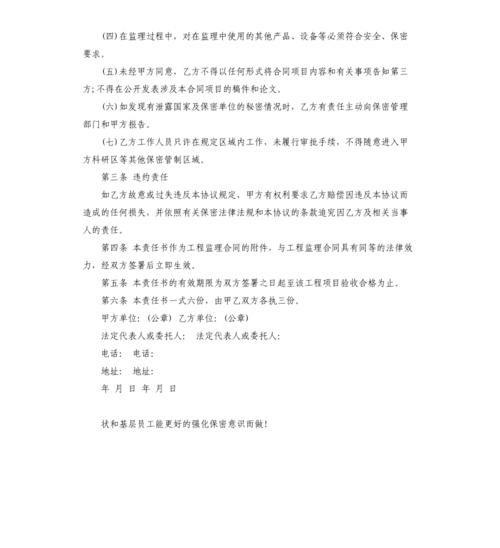 (四)在监理过程中，对在监理中使用的其他产品、设备等必须符合安全、保密
要求。
(五)未经甲方同意，乙方不得以任何形式将合同项目内容和有关事项告知第三
方;不得在公开发表涉及本合同项目的稿件和论文。
(六)如发现有泄露国家及保密单位的秘密情况时，乙方有责任主动向保密管理
部门和甲方报告。
(七)乙方工作人员只许在规定区域内工作，未履行审批手续，不得随意进入甲
方科研区等其他保密管制区域。
第三条 违约责任
如乙方故意或过失违反本协议规定，甲方有权利要求乙方赔偿因违反本协议而
造成的任何损失，并依照有关保密法律法规和本协议的条款追究因乙方及相关当事
人的责任。
第四条 本责任书作为工程监理合同的附件，与工程监理合同具有同等的法律效
力，经双方签署后立即生效。
第五条 本责任书的有效期限为双方签署之日起至该工程项目验收合格为止。
第六条 本责任书一式六份，由甲乙双方各执三份。
甲方单位：(公章) 乙方单位：(公章)
法定代表人或委托人： 法定代表人或委托人：
电话： 电话：
地址： 地址：
年 月 日 年 月 日
状和基层员工能更好的强化保密意识而做！